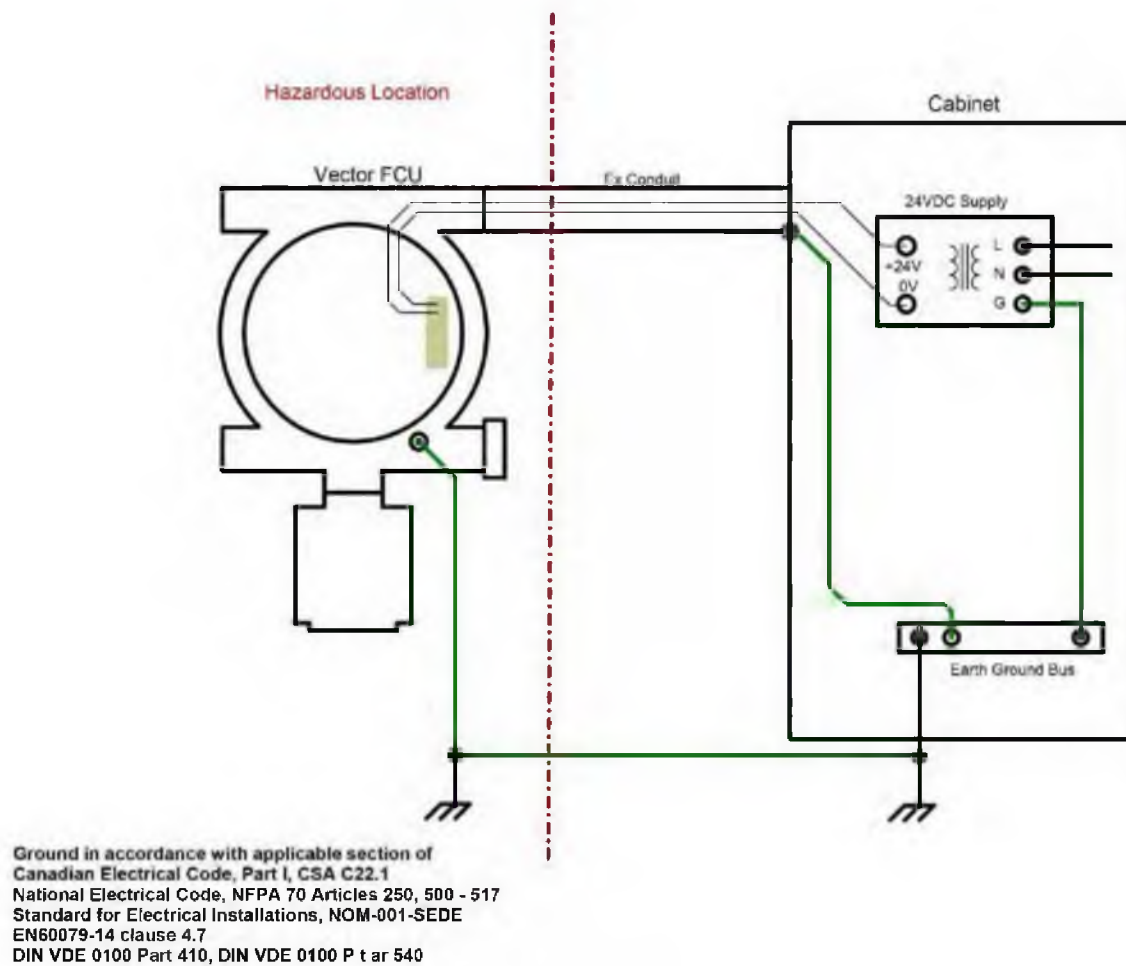 Hazardous Location
Cabinet
Vector FCU
Ex Conduit
24VDC Supply
+24V
0V
L
N
G
Earth Ground Bus
Ground in accordance with applicable section of
Canadian Electrical Code, Part I, CSA C22.1
National Electrical Code, NFPA 70 Articles 250, 500 - 517
Standard for Electrical Installations, NOM-001-SEDE
EN60079-14 clause 4.7
DIN VDE 0100 Part 410, DIN VDE 0100 P t ar 540